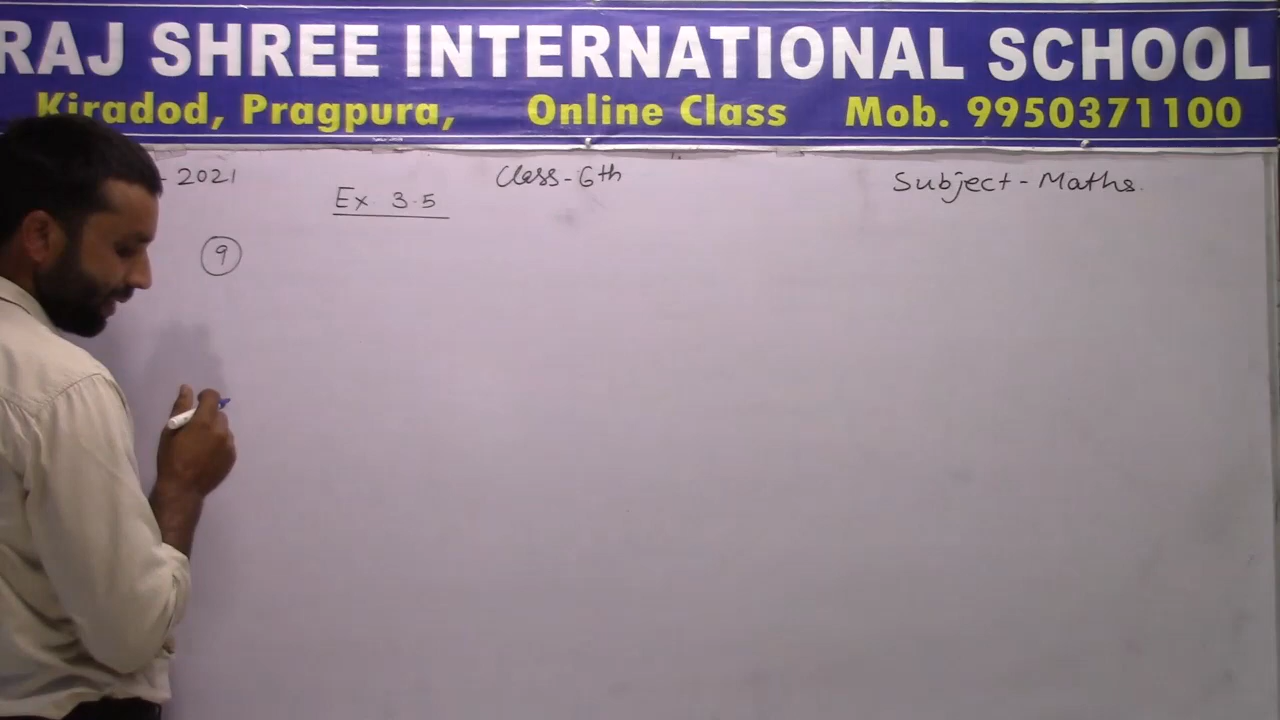 RAJ SHREE INTERNATIONAL SCHOOL
Kiradod, Pragpura, Online Class Mob. 9950371100
- 2021 Class-6th Subject-Maths.
Ex 3.5
9